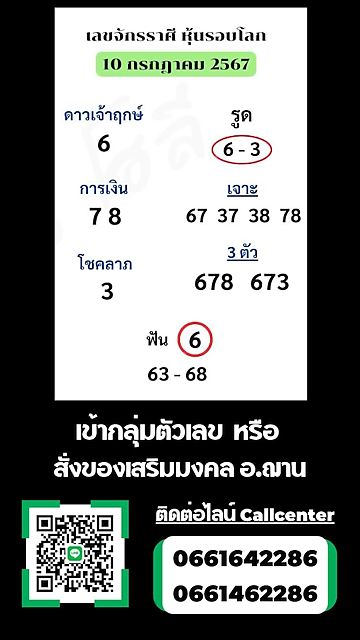 เลขจักรราศี หุ้นรอบโลก
10 กรกฎาคม 2567
ดาวเจ้าฤกษ์
6
รูด
6 - 3
การเงิน
7 8
เจาะ
67 37 38 78
โชคลาภ
3
3 ตัว
678 673
ฟัน 6
63 - 68
เข้ากลุ่มตัวเลข หรือ
สั่งของเสริมมงคล อ.ฌาน
ติดต่อไลน์ Callcenter
0661642286
0661462286